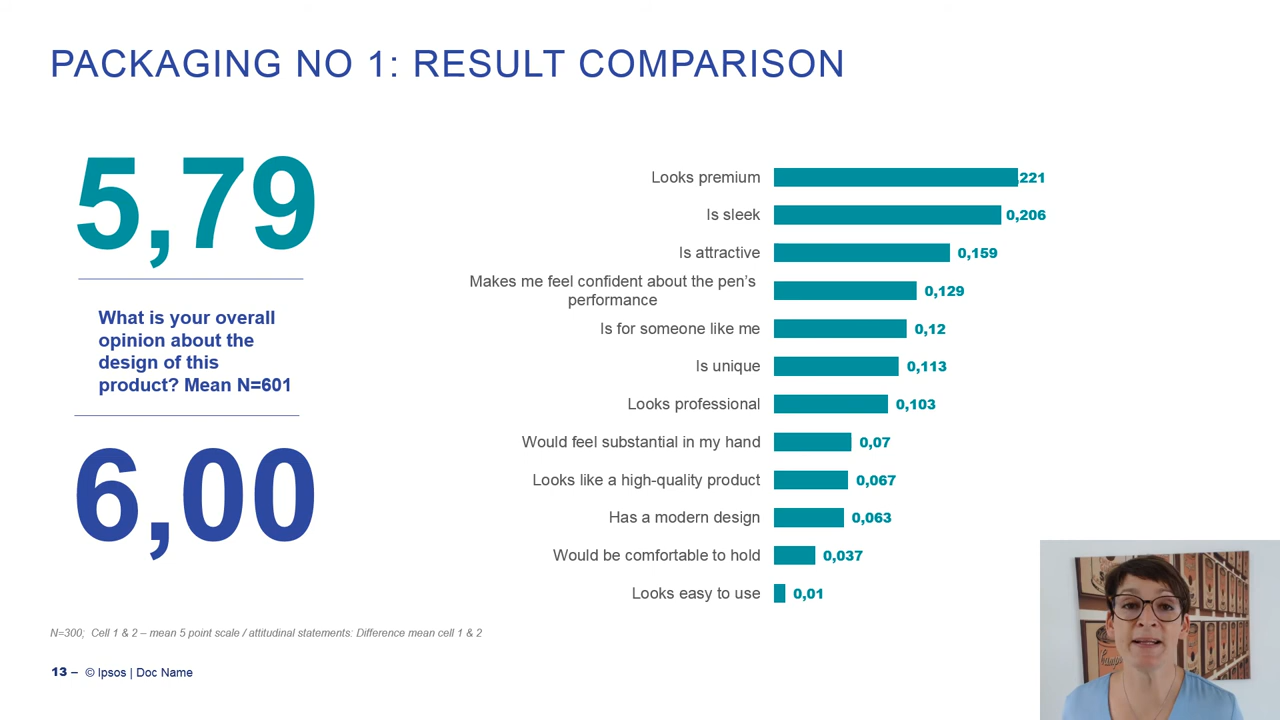 PACKAGING NO 1: RESULT COMPARISON
5,79
What is your overall
opinion about the
design of this
product? Mean N=601
6,00
Looks premium 221
Is sleek 0,206
Is attractive 0,159
Makes me feel confident about the pen's
performance 0,129
Is for someone like me 0,12
Is unique 0,113
Looks professional 0,103
Would feel substantial in my hand 0,07
Looks like a high-quality product 0,067
Has a modern design 0,063
Would be comfortable to hold 0,037
Looks easy to use 0,01
N=300; Cell 1 & 2 – mean 5 point scale / attitudinal statements: Difference mean cell 1 & 2
13 – © Ipsos | Doc Name